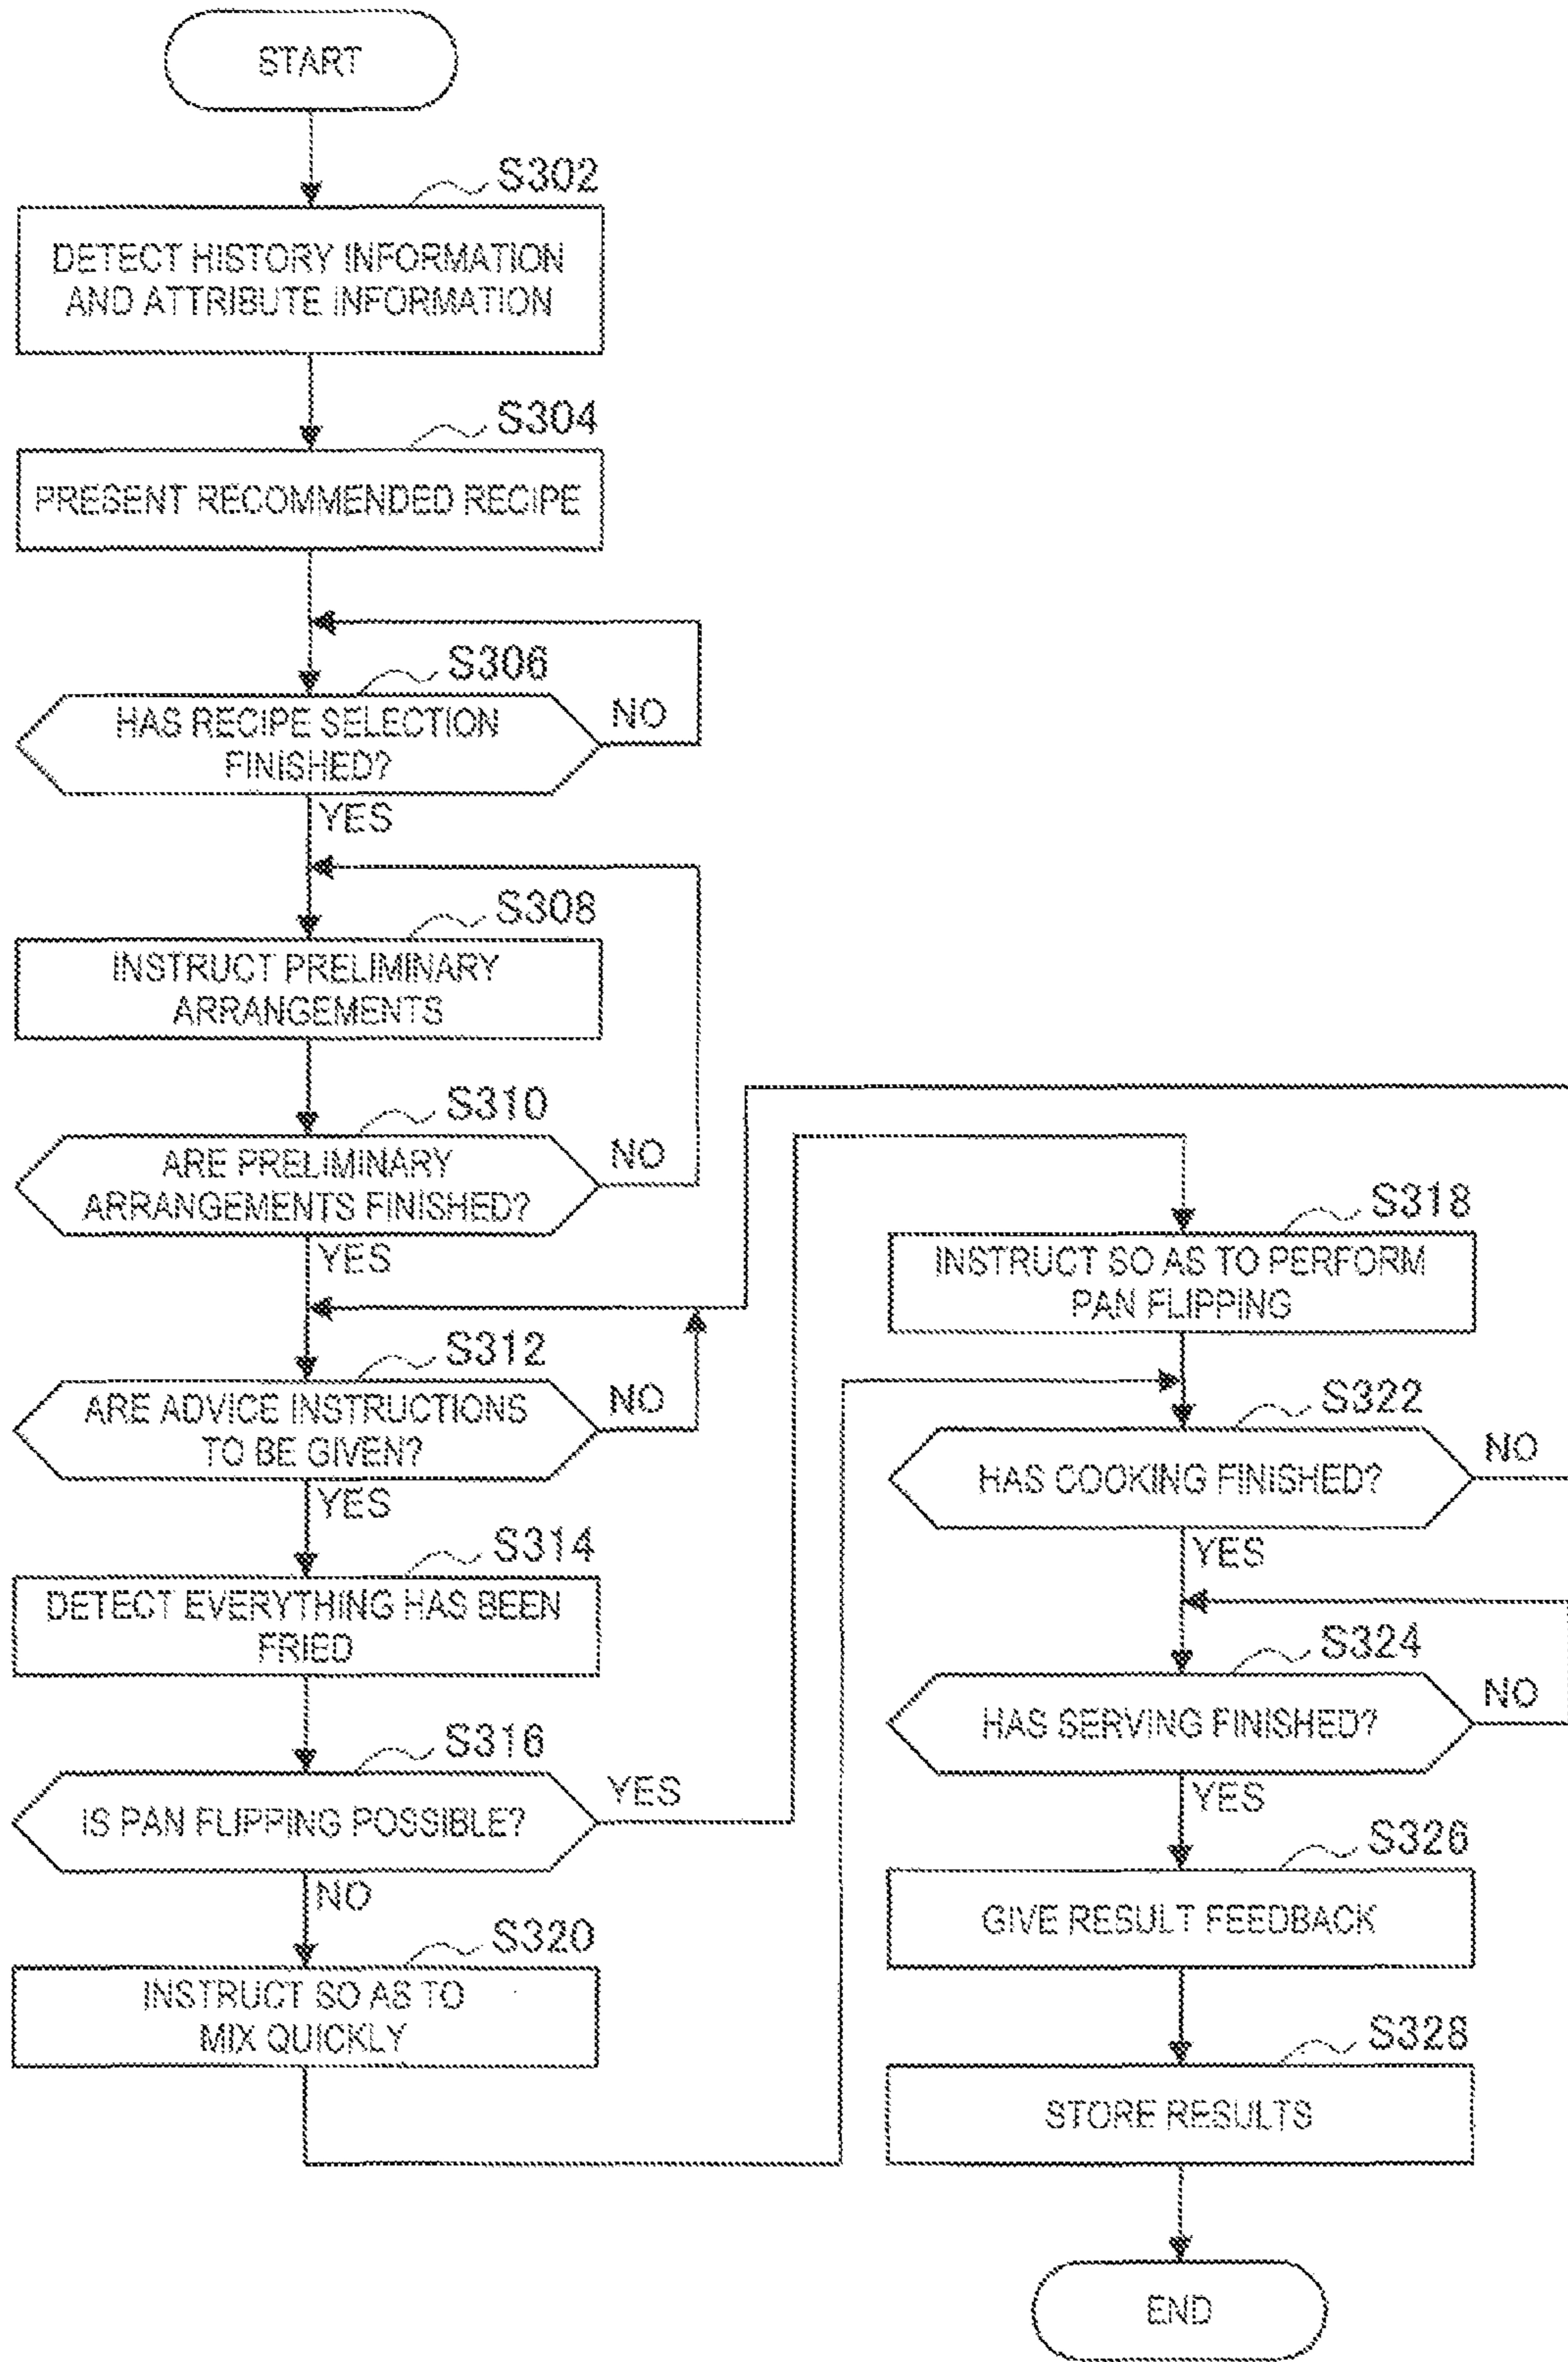 START
S302
DETECT HISTORY INFORMATION
AND ATTRIBUTE INFORMATION
S304
PRESENT RECOMMENDED RECIPE
S306
HAS RECIPE SELECTION
FINISHED?
NO
YES
S308
INSTRUCT PRELIMINARY
ARRANGEMENTS
S310
ARE PRELIMINARY
ARRANGEMENTS FINISHED?
NO
YES
S312
ARE ADVICE INSTRUCTIONS
TO BE GIVEN?
NO
YES
S314
DETECT EVERYTHING HAS BEEN
FRIED
S316
IS PAN FLIPPING POSSIBLE?
YES
NO
S320
INSTRUCT SO AS TO
MIX QUICKLY
S318
INSTRUCT SO AS TO PERFORM
PAN FLIPPING
S322
HAS COOKING FINISHED?
NO
YES
S324
HAS SERVING FINISHED?
NO
YES
S326
GIVE RESULT FEEDBACK
S328
STORE RESULTS
END